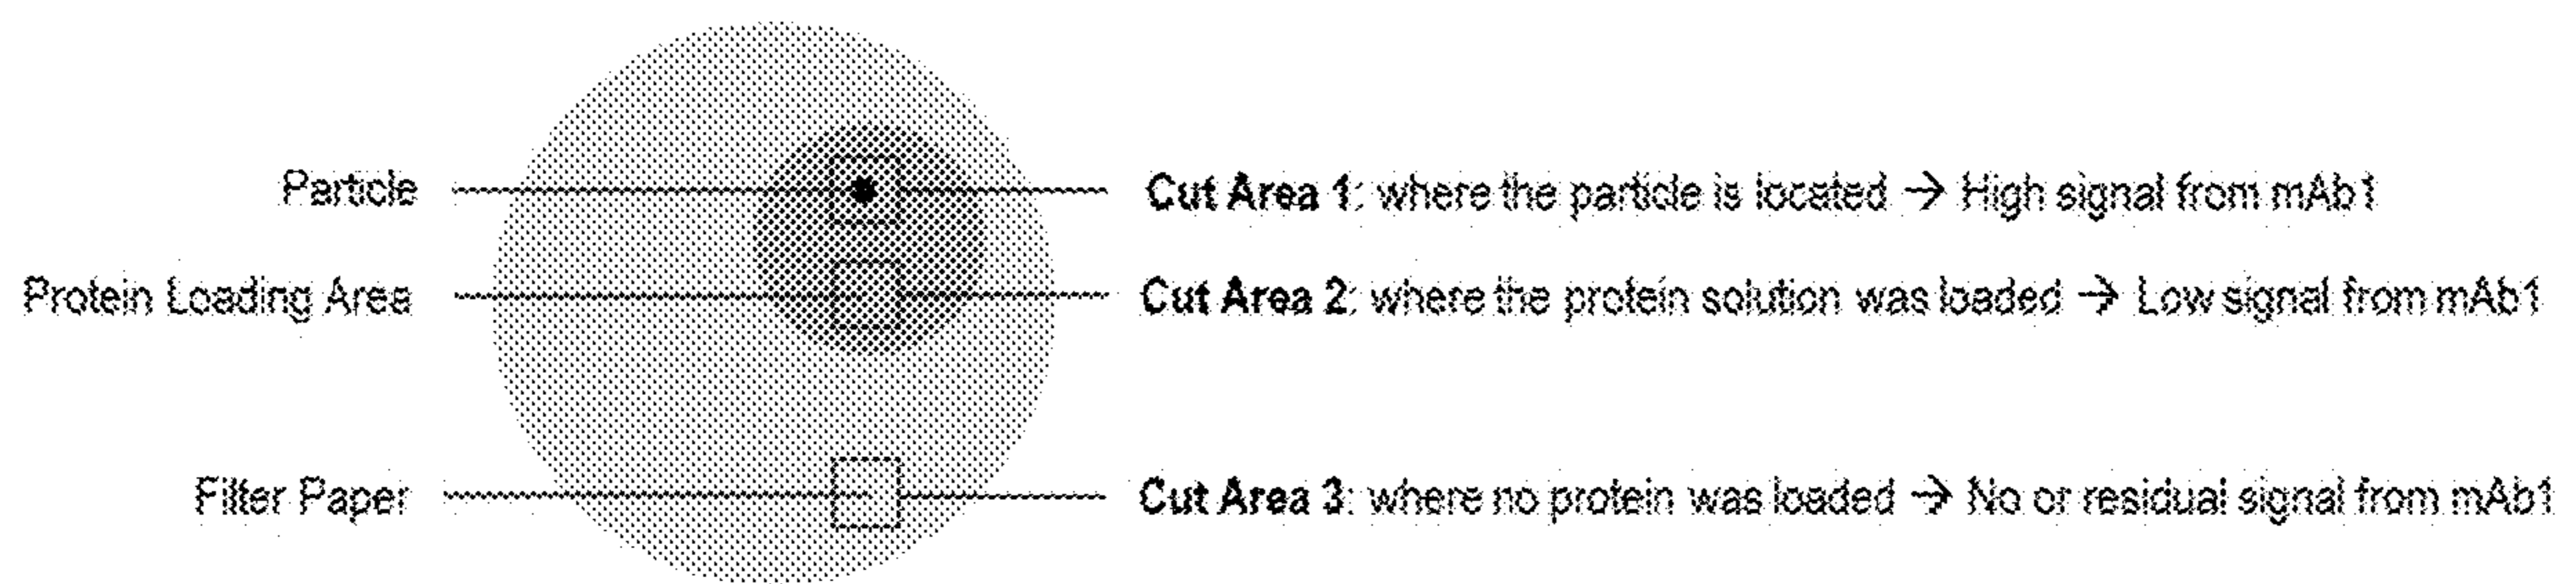 Particle
Cut Area 1: where the particle is located → High signal from mAb1
Protein Loading Area
Cut Area 2: where the protein solution was loaded → Low signal from mAb1
Filter Paper
Cut Area 3: where no protein was loaded → No or residual signal from mAb1